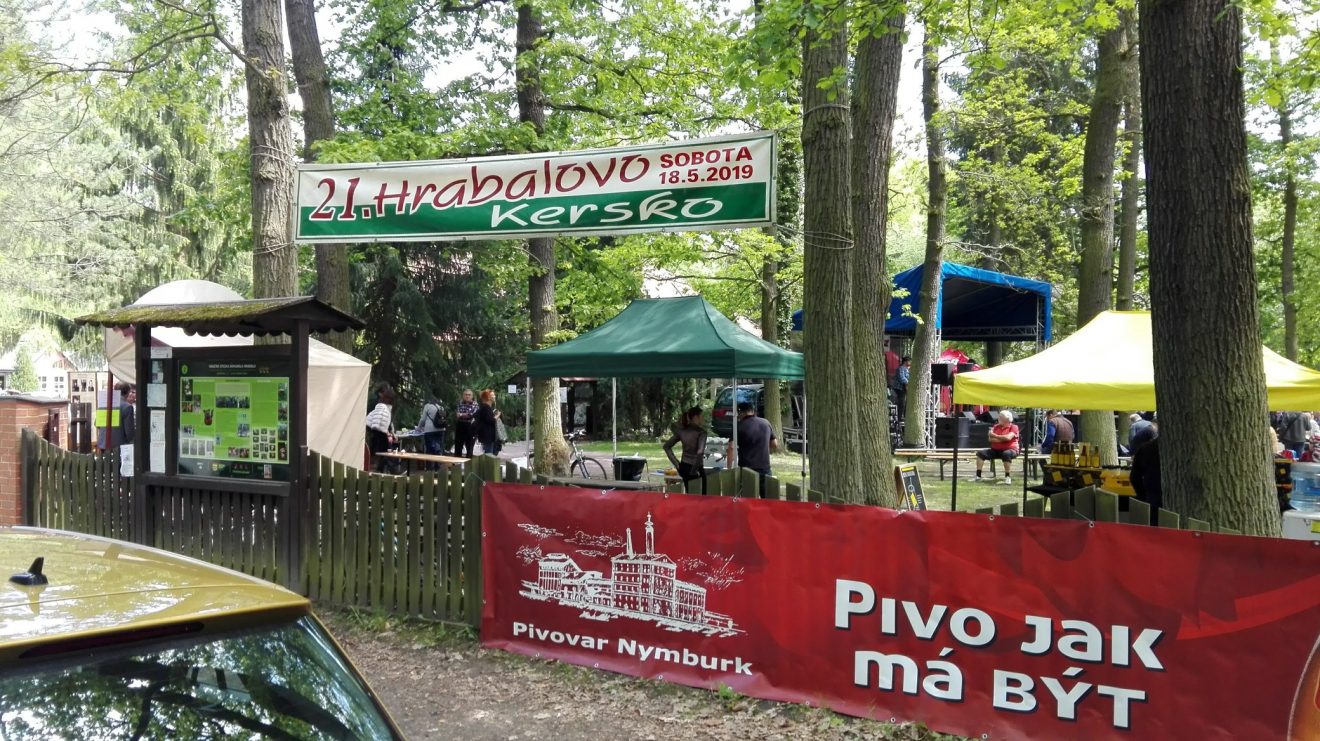 21. Hrabalovo
SOBOTA
18.5.2019
Kersko
Pivovar Nymburk
Pivo jak
má být